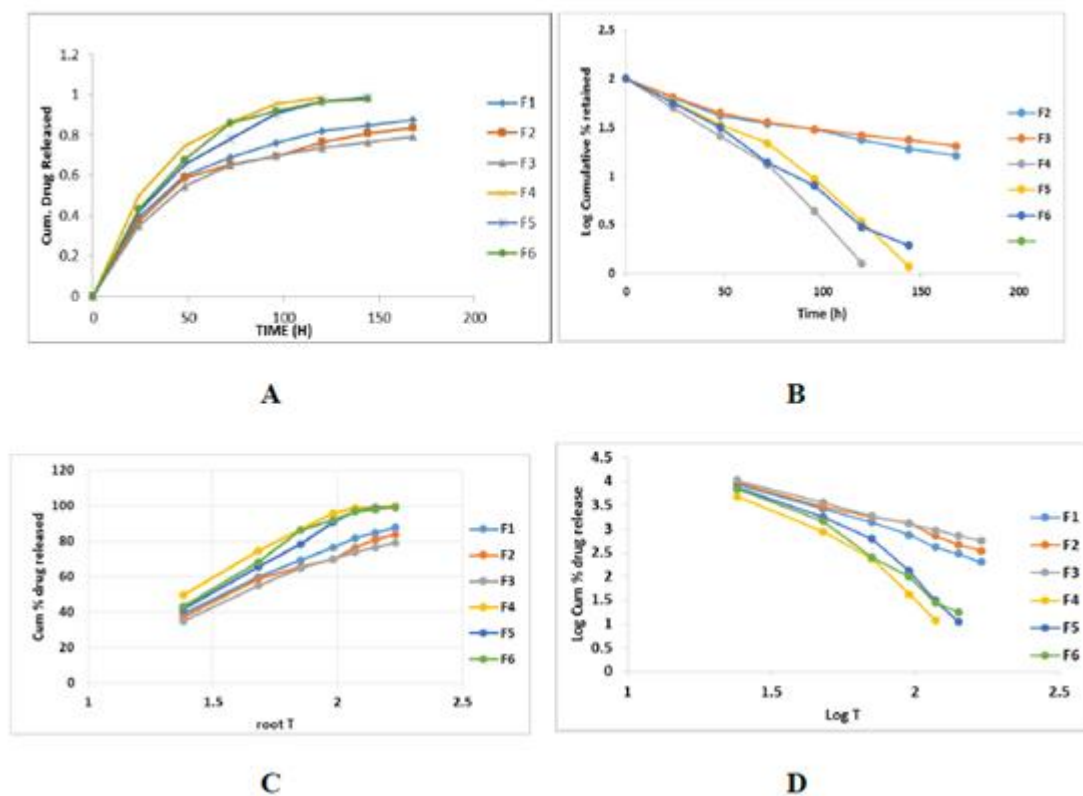 1.2
1
0.8
0.6
0.4
0.2
0
0 50 100 150 200
Cum. Drug Released
TIME (H)
F1
F2
F3
F4
F5
F6
A
2.5
2
1.5
1
0.5
0
0 50 100 150 200
Log Cumulative % retained
Time (h)
F2
F3
F4
F5
F6
B
120
100
80
60
40
20
0
1 1.5 2 2.5
Cum % drug released
root T
F1
F2
F3
F4
F5
F6
C
4.5
4
3.5
3
2.5
2
1.5
1
0.5
0
1 1.5 2 2.5
Log Cum % drug release
Log T
F1
F2
F3
F4
F5
F6
D